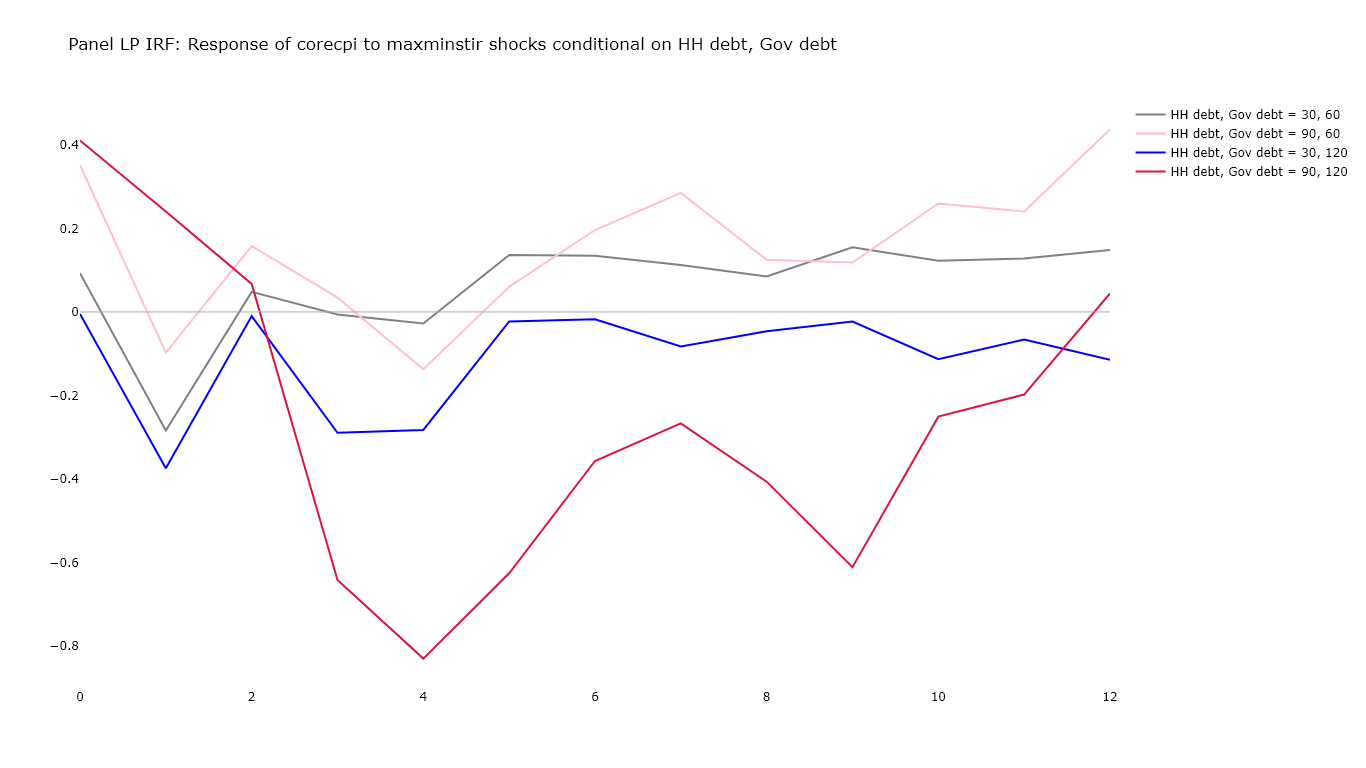 Panel LP IRF: Response of corecpi to maxminstir shocks conditional on HH debt, Gov debt
HH debt, Gov debt = 30, 60
HH debt, Gov debt = 90, 60
HH debt, Gov debt = 30, 120
HH debt, Gov debt = 90, 120
0.4
0.2
0
−0.2
−0.4
−0.6
−0.8
0 2 4 6 8 10 12